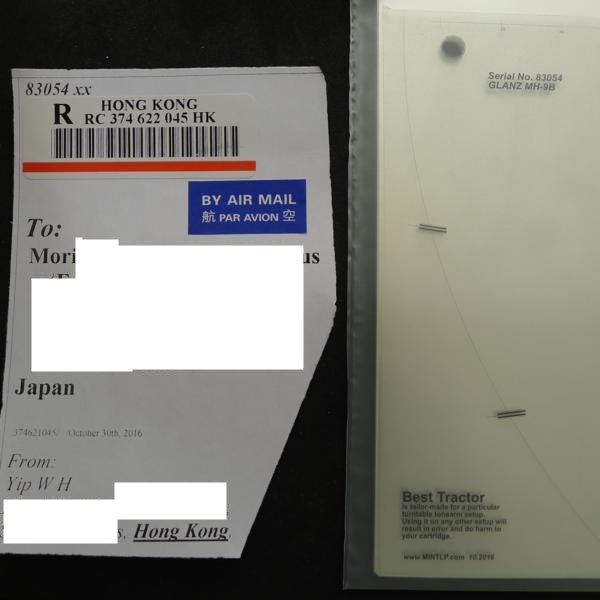 83054 xx
R HONG KONG
RC 374 622 045 HK
BY AIR MAIL
航 PAR AVION 空
To:
Japan
374621045/ /October 30th, 2016
From:
Yip W H
Hong Kong.
Serial No. 83054
GLANZ MH-9B
Best Tractor
is tailor-made for a particular
turntable tonearm setup.
Using it on any other setup will
result in error and do harm to
your cartridge.
www.MINTLP.com 10.2016